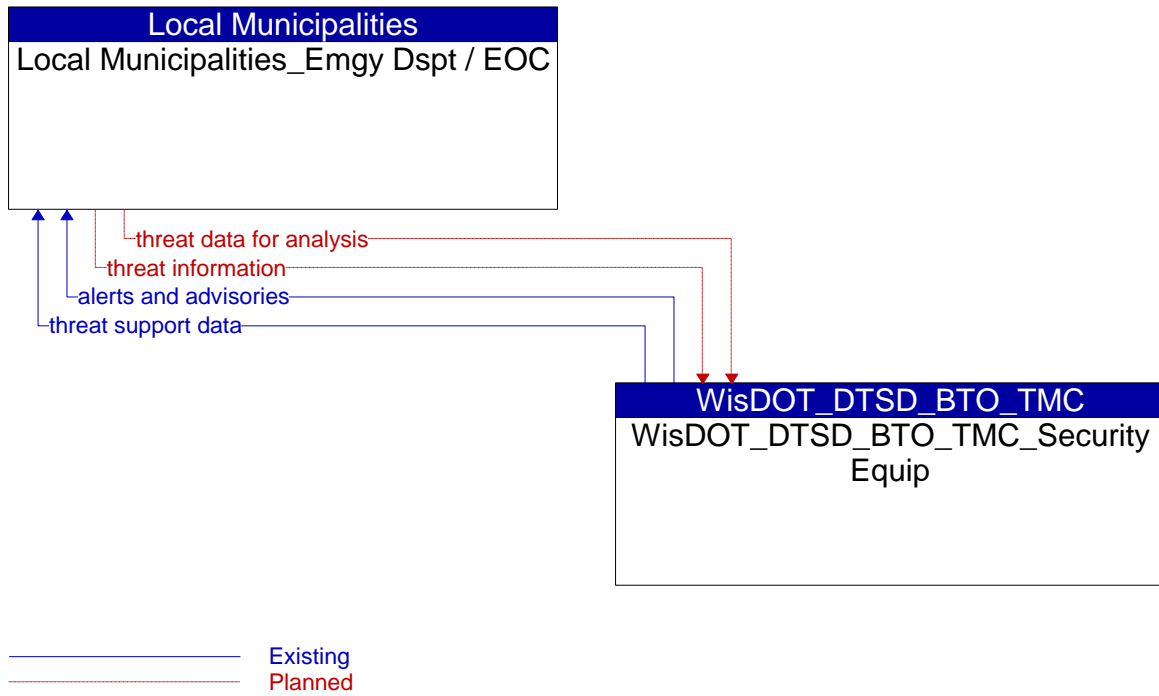 Local Municipalities
Local Municipalities_Emgy Dspt / EOC
threat data for analysis
threat information
alerts and advisories
threat support data
WisDOT_DTSD_BTO_TMC
WisDOT_DTSD_BTO_TMC_Security
Equip
Existing
Planned